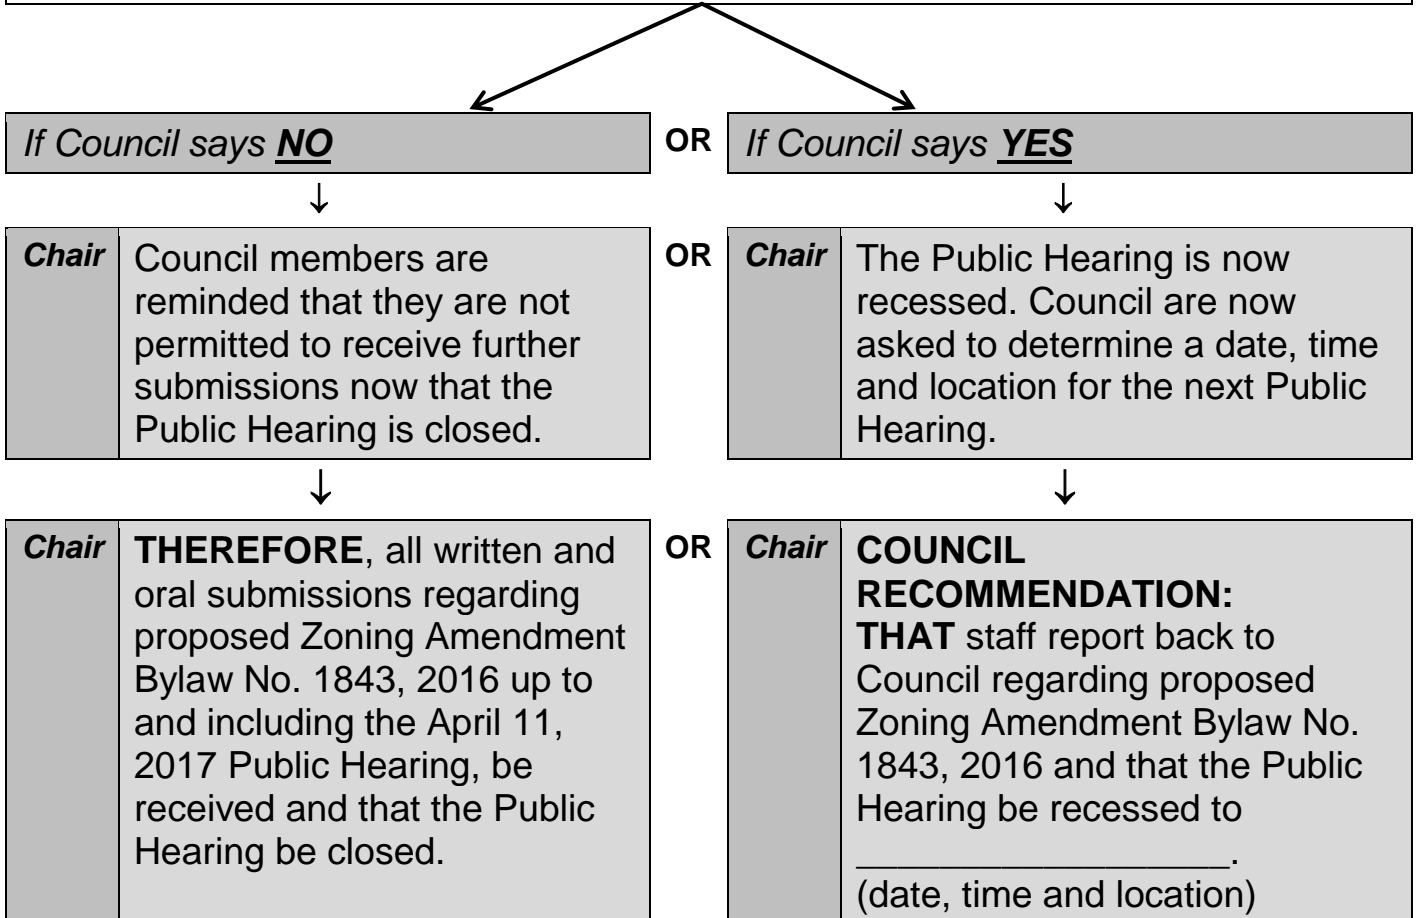 If Council says NO
OR
If Council says YES
↓
↓
Chair
Council members are
reminded that they are not
permitted to receive further
submissions now that the
Public Hearing is closed.
OR
Chair
The Public Hearing is now
recessed. Council are now
asked to determine a date, time
and location for the next Public
Hearing.
↓
↓
Chair
THEREFORE, all written and
oral submissions regarding
proposed Zoning Amendment
Bylaw No. 1843, 2016 up to
and including the April 11,
2017 Public Hearing, be
received and that the Public
Hearing be closed.
OR
Chair
COUNCIL
RECOMMENDATION:
THAT staff report back to
Council regarding proposed
Zoning Amendment Bylaw No.
1843, 2016 and that the Public
Hearing be recessed to
__________________.
(date, time and location)